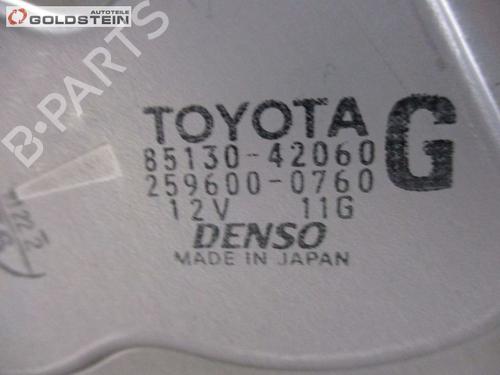 AUTOTEILE
GOLDSTEIN
B-PARTS
TOYOTA G
85130-42060
259600-0760
12V 11G
DENSO
MADE IN JAPAN